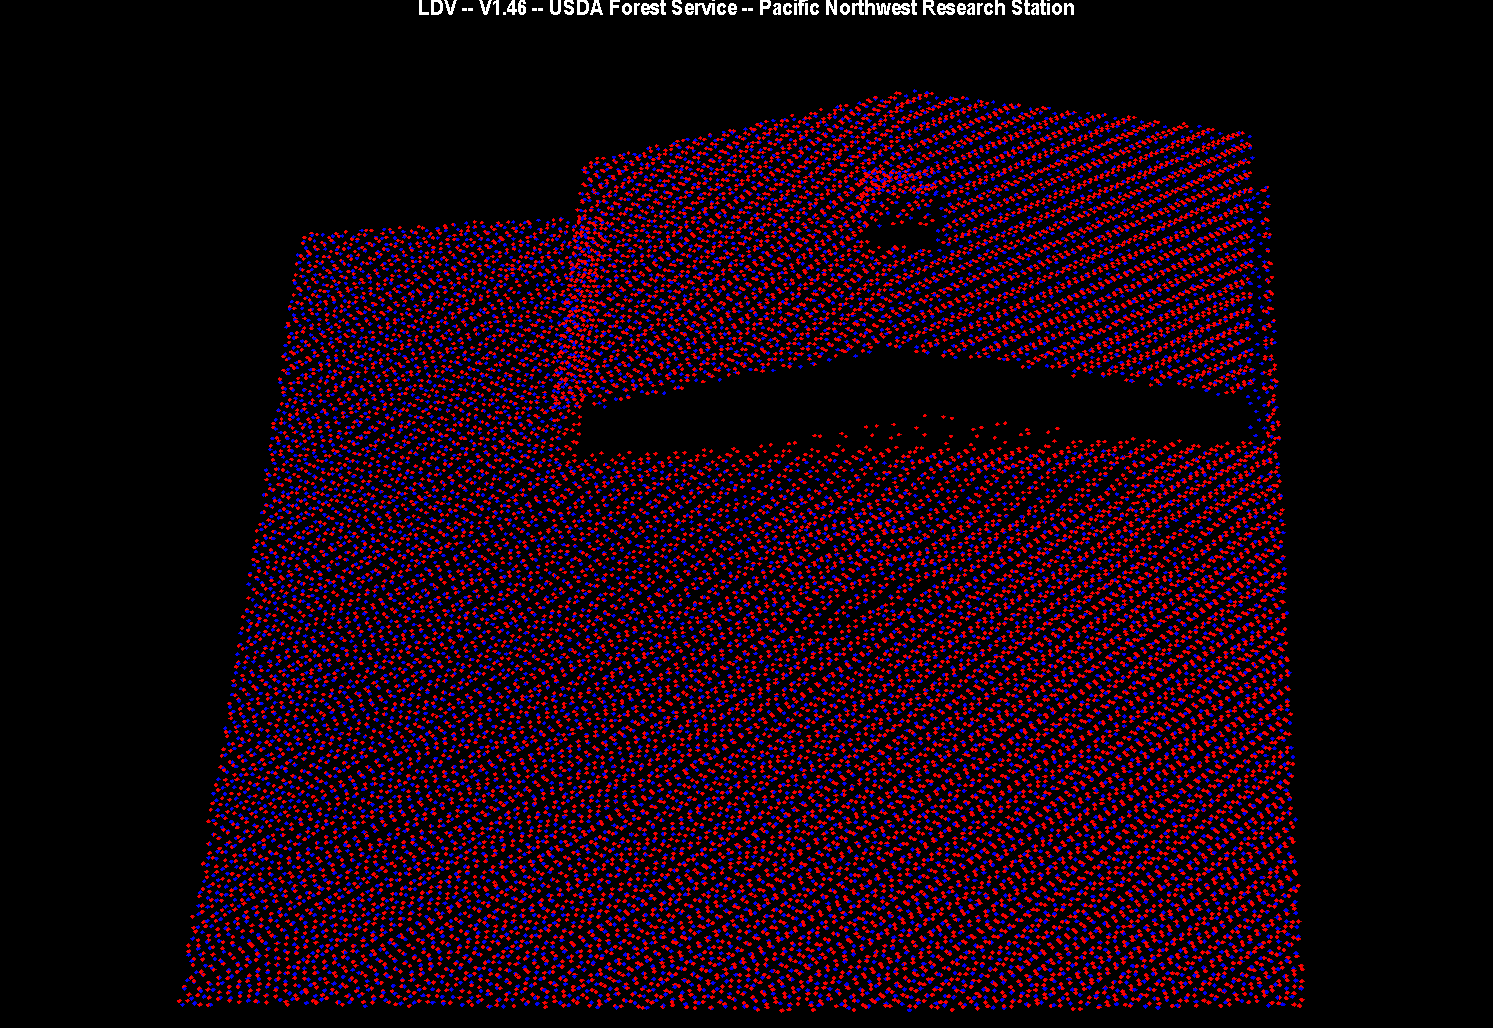 LDV -- V1.46 -- USDA Forest Service -- Pacific Northwest Research Station